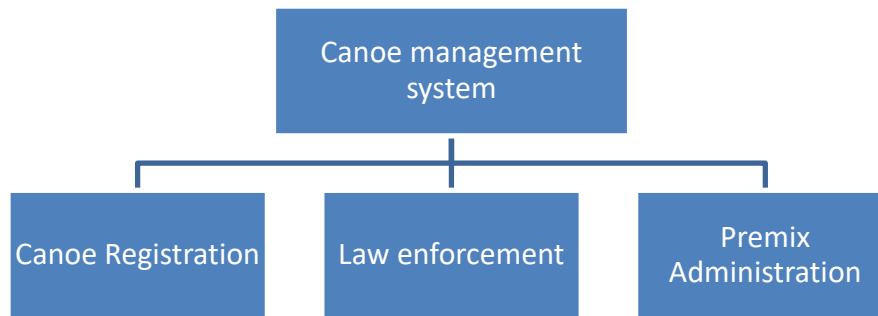 Canoe management
system
Canoe Registration
Law enforcement
Premix
Administration